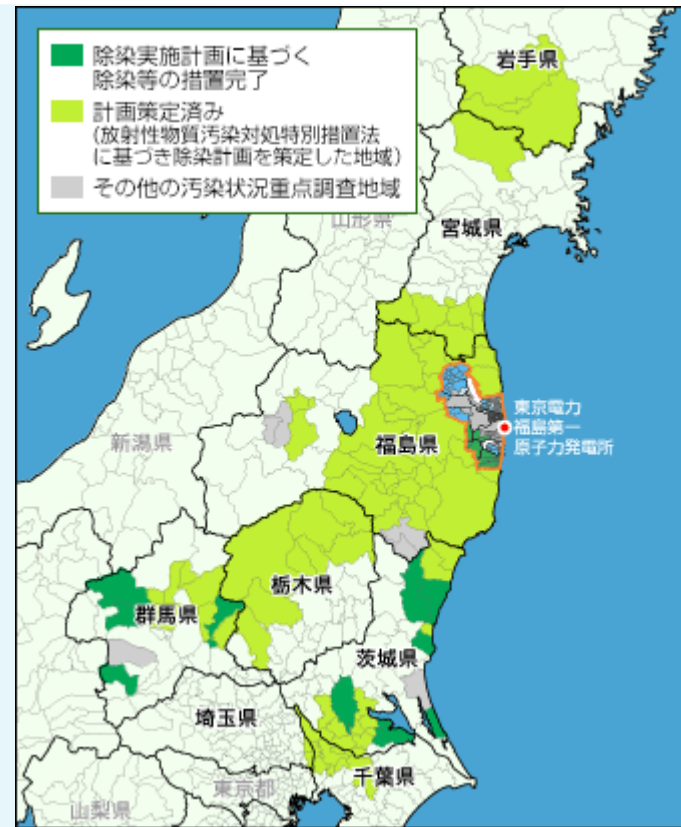 除染実施計画に基づく
除染等の措置完了
計画策定済み
(放射性物質汚染対処特別措置法
に基づき除染計画を策定した地域)
その他の汚染状況重点調査地域
岩手県
山形県
宮城県
東京電力
福島第一
原子力発電所
新潟県
福島県
栃木県
群馬県
茨城県
埼玉県
千葉県
東京都
山梨県